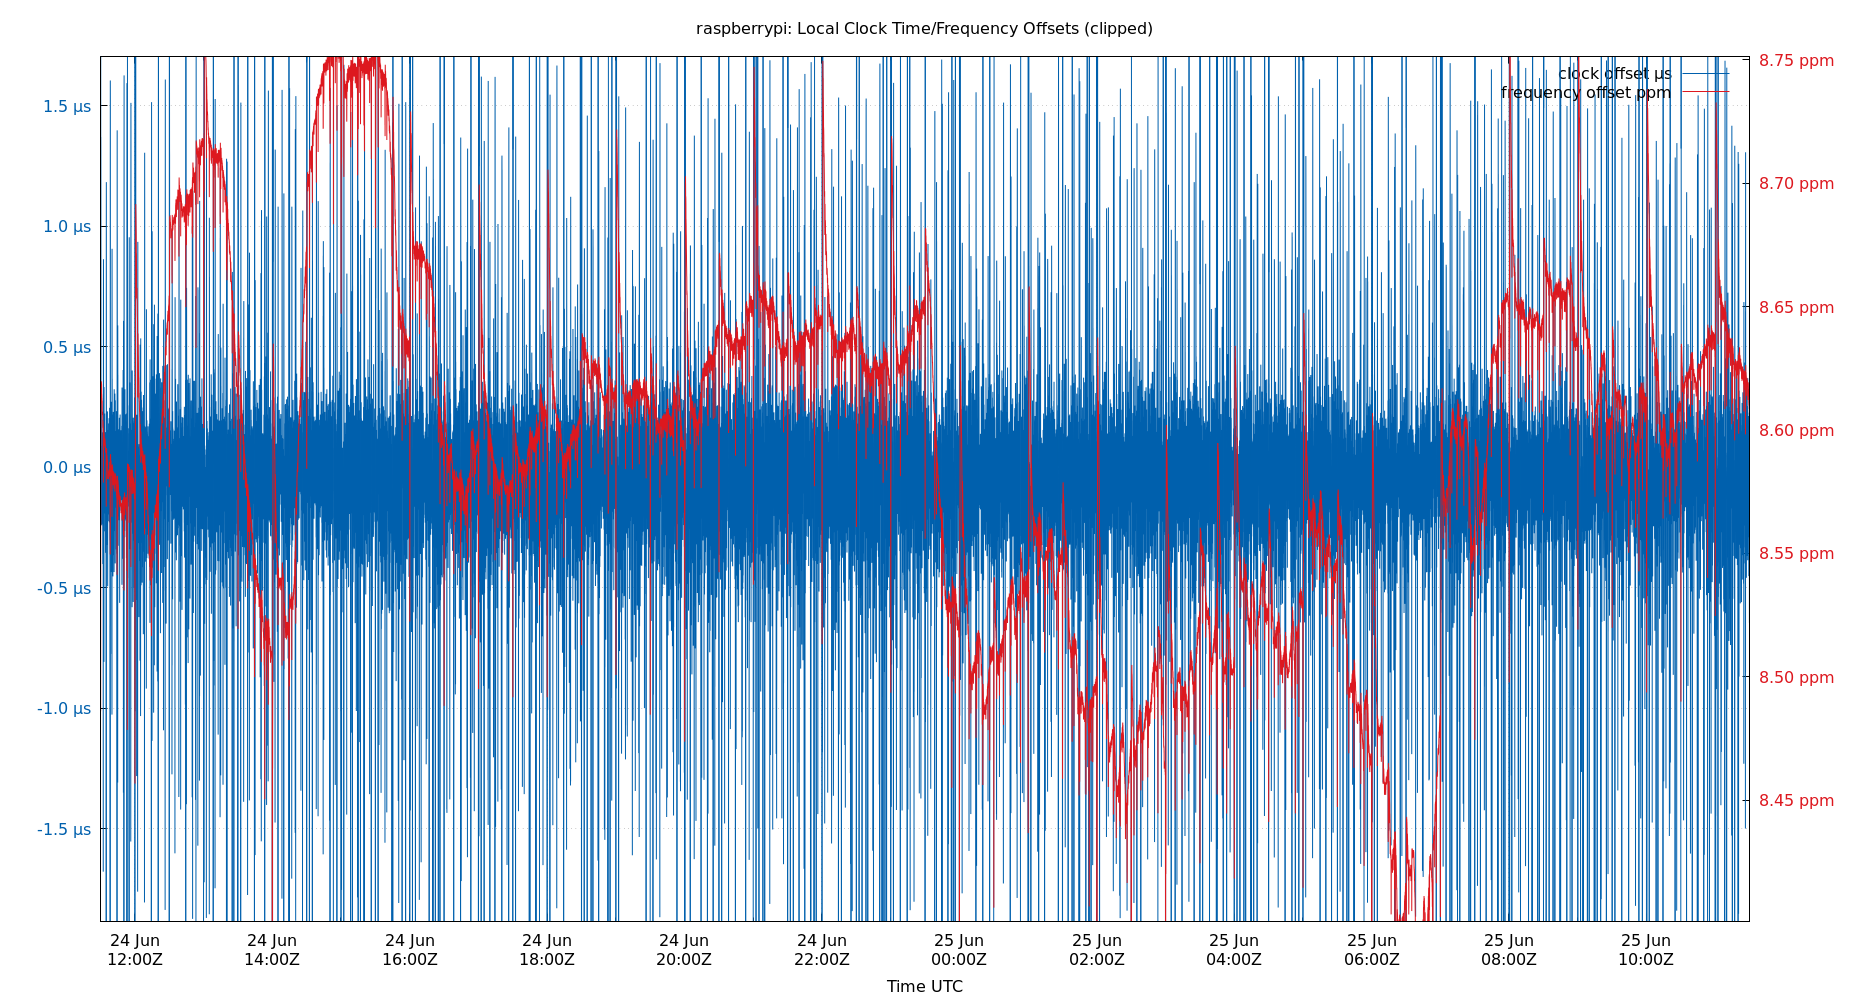 raspberrypi: Local Clock Time/Frequency Offsets (clipped)
clock offset µs
frequency offset ppm
1.5 µs
1.0 µs
0.5 µs
0.0 µs
-0.5 µs
-1.0 µs
-1.5 µs
8.75 ppm
8.70 ppm
8.65 ppm
8.60 ppm
8.55 ppm
8.50 ppm
8.45 ppm
24 Jun
12:00Z
24 Jun
14:00Z
24 Jun
16:00Z
24 Jun
18:00Z
24 Jun
20:00Z
24 Jun
22:00Z
25 Jun
00:00Z
25 Jun
02:00Z
25 Jun
04:00Z
25 Jun
06:00Z
25 Jun
08:00Z
25 Jun
10:00Z
Time UTC